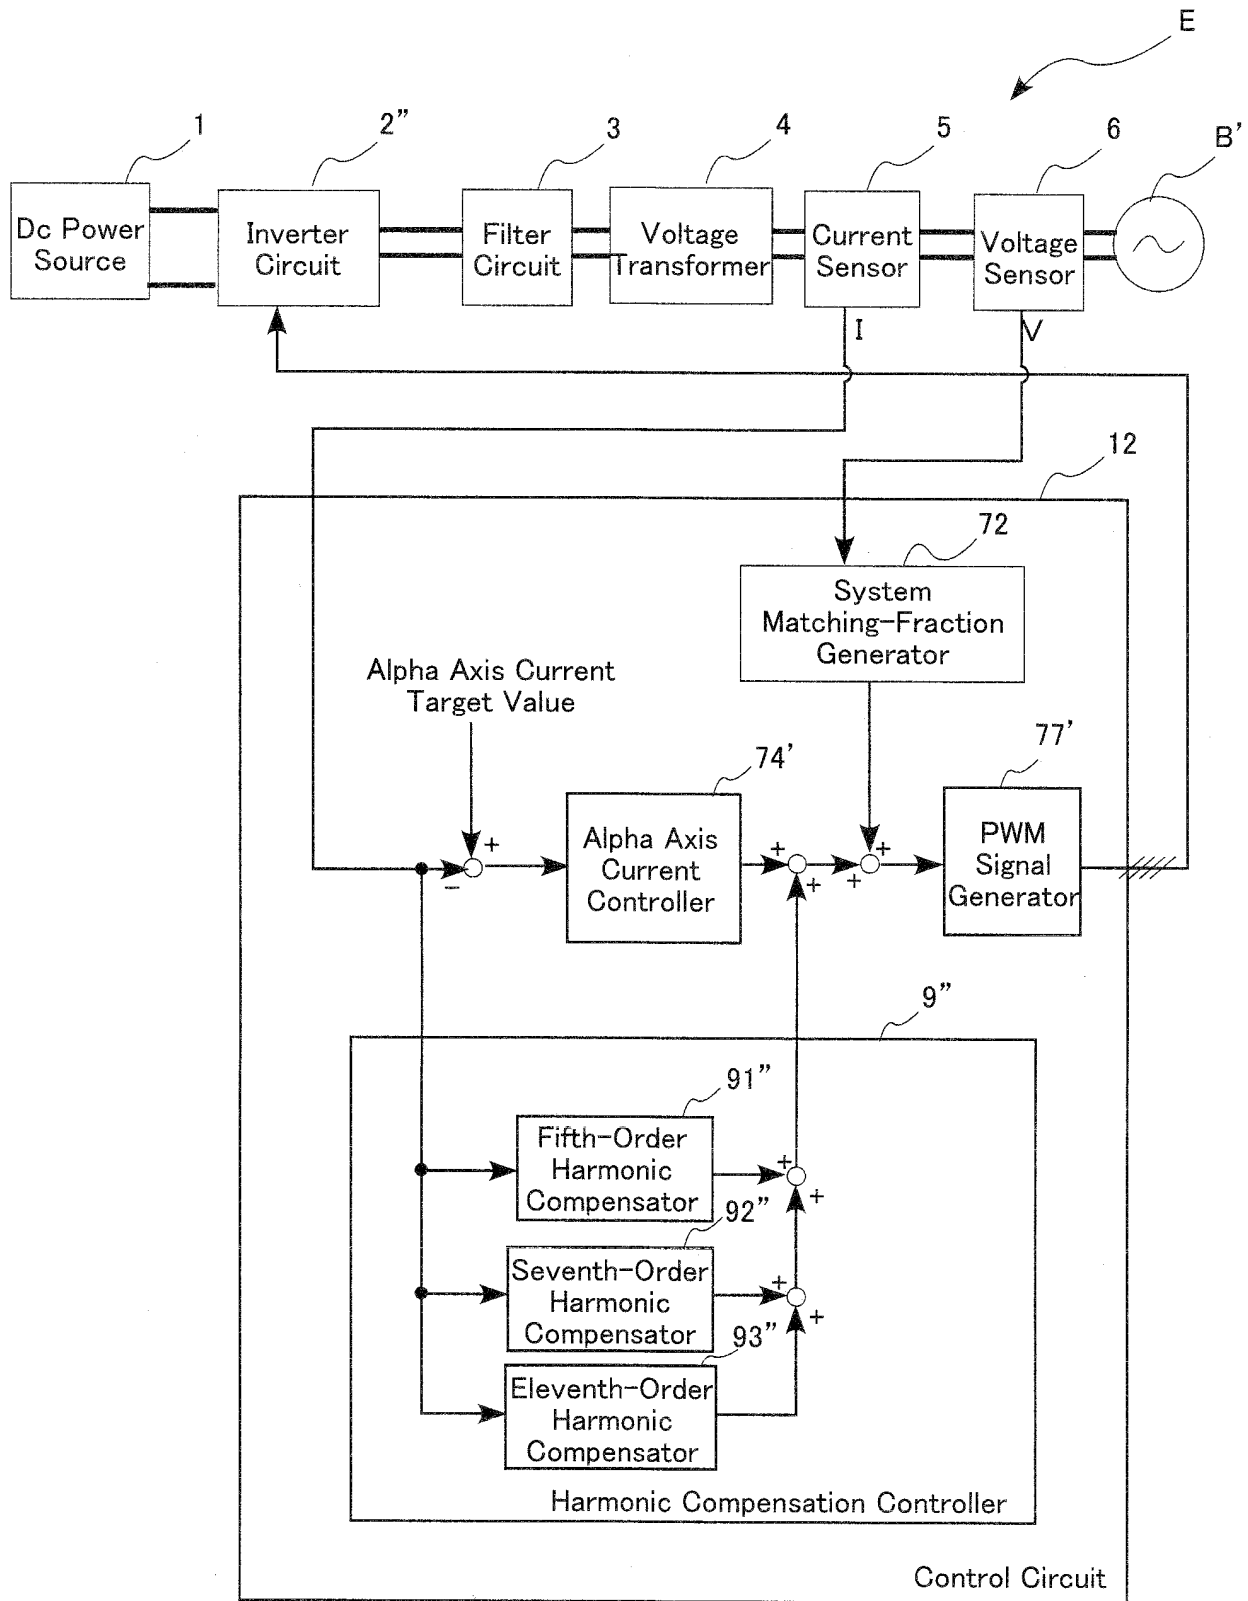 E
1
2”
3
4
5
6
B’
Dc Power
Source
Inverter
Circuit
Filter
Circuit
Voltage
Transformer
Current
Sensor
Voltage
Sensor
I
V
12
72
System
Matching-Fraction
Generator
Alpha Axis Current
Target Value
74’
77’
Alpha Axis
Current
Controller
PWM
Signal
Generator
+
−
+
+
+
+
9”
91”
Fifth-Order
Harmonic
Compensator
+
+
92”
Seventh-Order
Harmonic
Compensator
+
+
93”
Eleventh-Order
Harmonic
Compensator
Harmonic Compensation Controller
Control Circuit